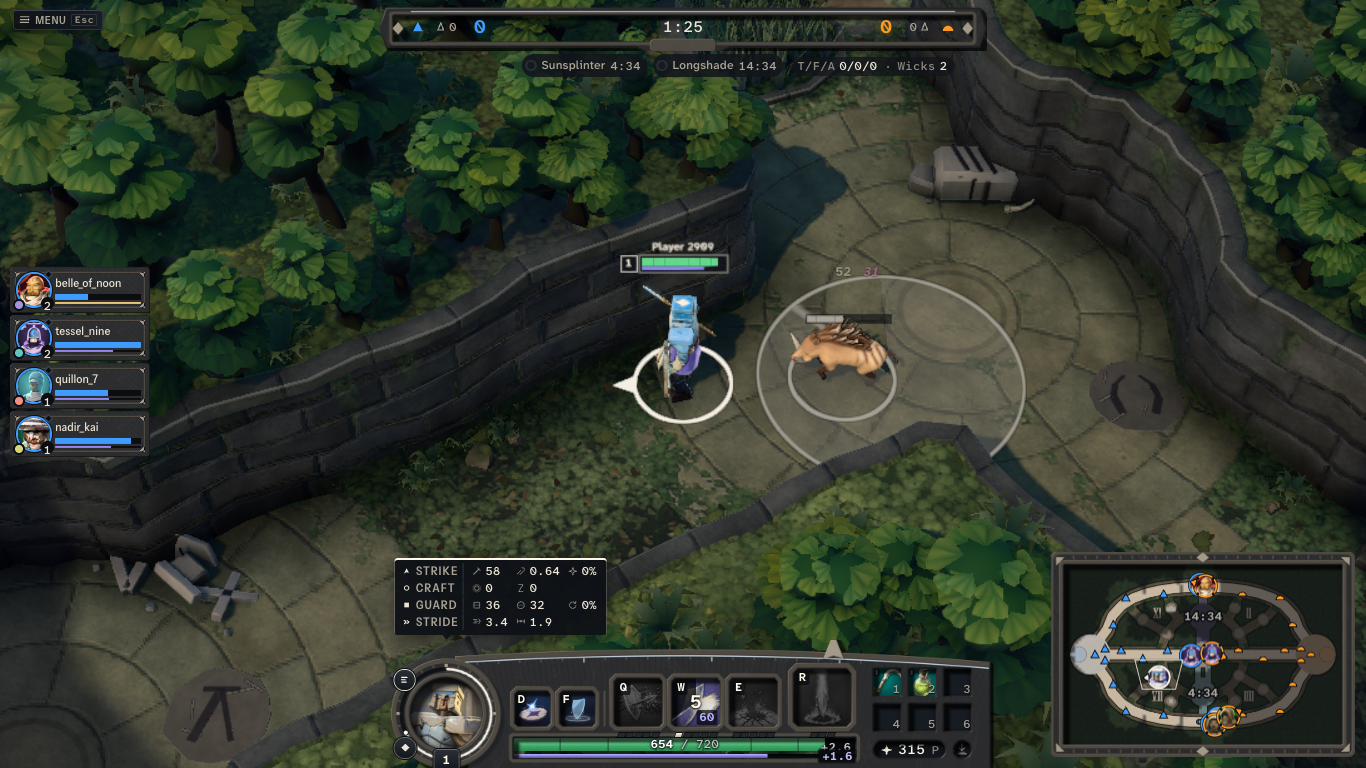 MENU Esc
0 0 1:25 0 0
Sunsplinter 4:34 Longshade 14:34 T/F/A 0/0/0 · Wicks 2
Player 2909
1
52 31
belle_of_noon
2
tessel_nine
2
quillon_7
1
nadir_kai
1
STRIKE 58 0.64 0%
CRAFT 0 0
GUARD 36 32 0%
STRIDE 3.4 1.9
D F Q W E R
5
60
1 2 3
4 5 6
654 / 720
+2.6
+1.6
315 P
1
XI II
14:34
4:34
VII